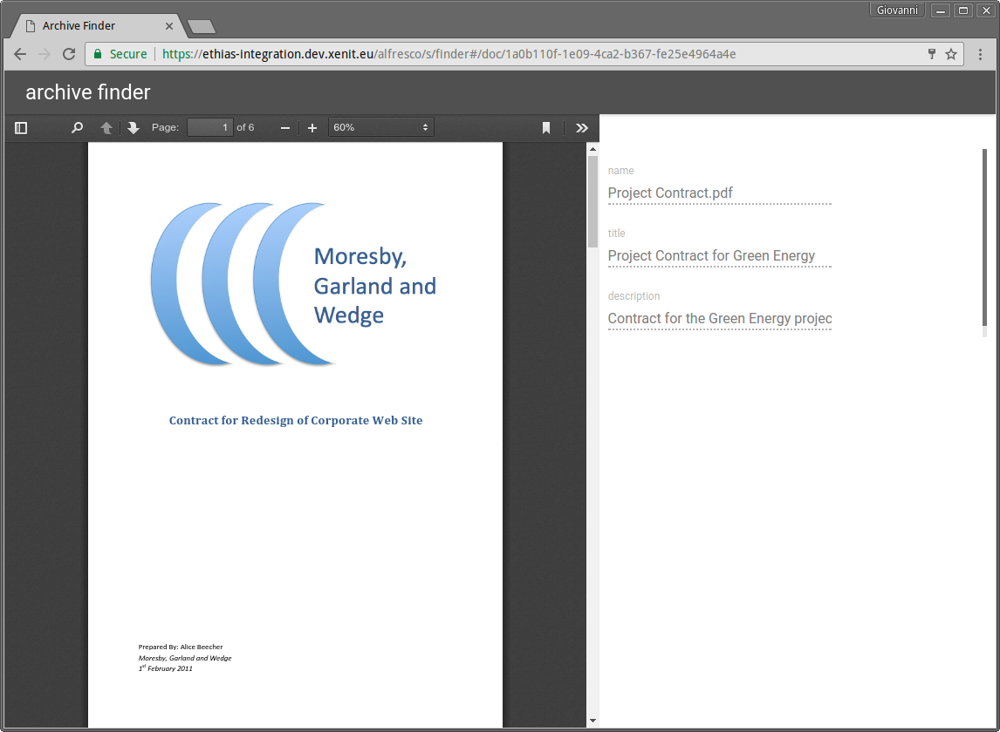 Giovanni
Archive Finder
Secure https://ethias-integration.dev.xenit.eu/alfresco/s/finder#/doc/1a0b110f-1e09-4ca2-b367-fe25e4964a4e
archive finder
Page: 1 of 6 60%
Moresby,
Garland and
Wedge
Contract for Redesign of Corporate Web Site
Prepared By: Alice Beecher
Moresby, Garland and Wedge
1st February 2011
name
Project Contract.pdf
title
Project Contract for Green Energy
description
Contract for the Green Energy projec